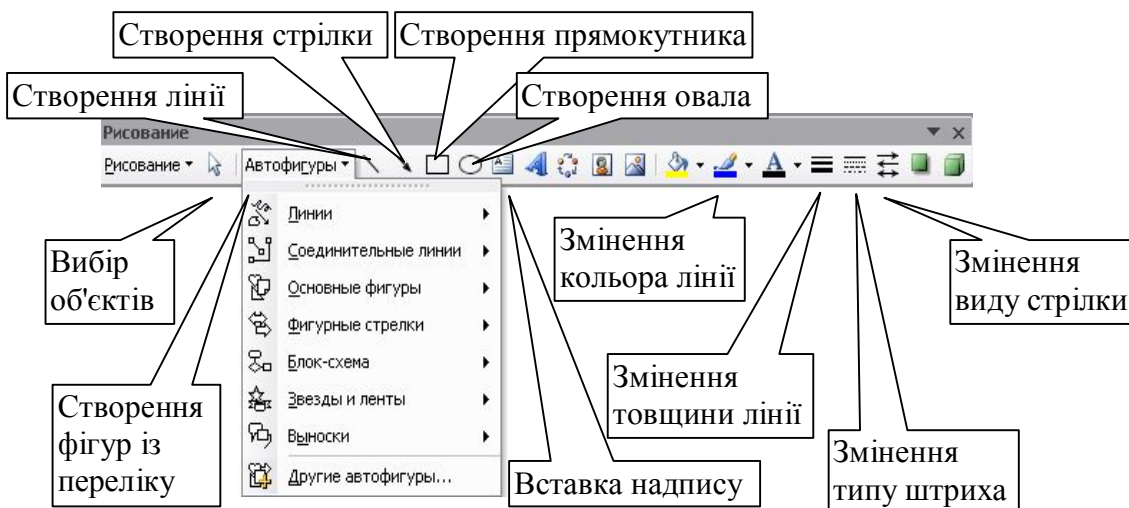 Створення стрілки
Створення прямокутника
Створення лінії
Створення овала
Рисование
Рисование
Автофигуры
Линии
Соединительные линии
Основные фигуры
Фигурные стрелки
Блок-схема
Звезды и ленты
Выноски
Другие автофигуры...
Вибір
об'єктів
Створення
фігур із
переліку
Вставка надпису
Змінення
кольора лінії
Змінення
товщини лінії
Змінення
типу штриха
Змінення
виду стрілки